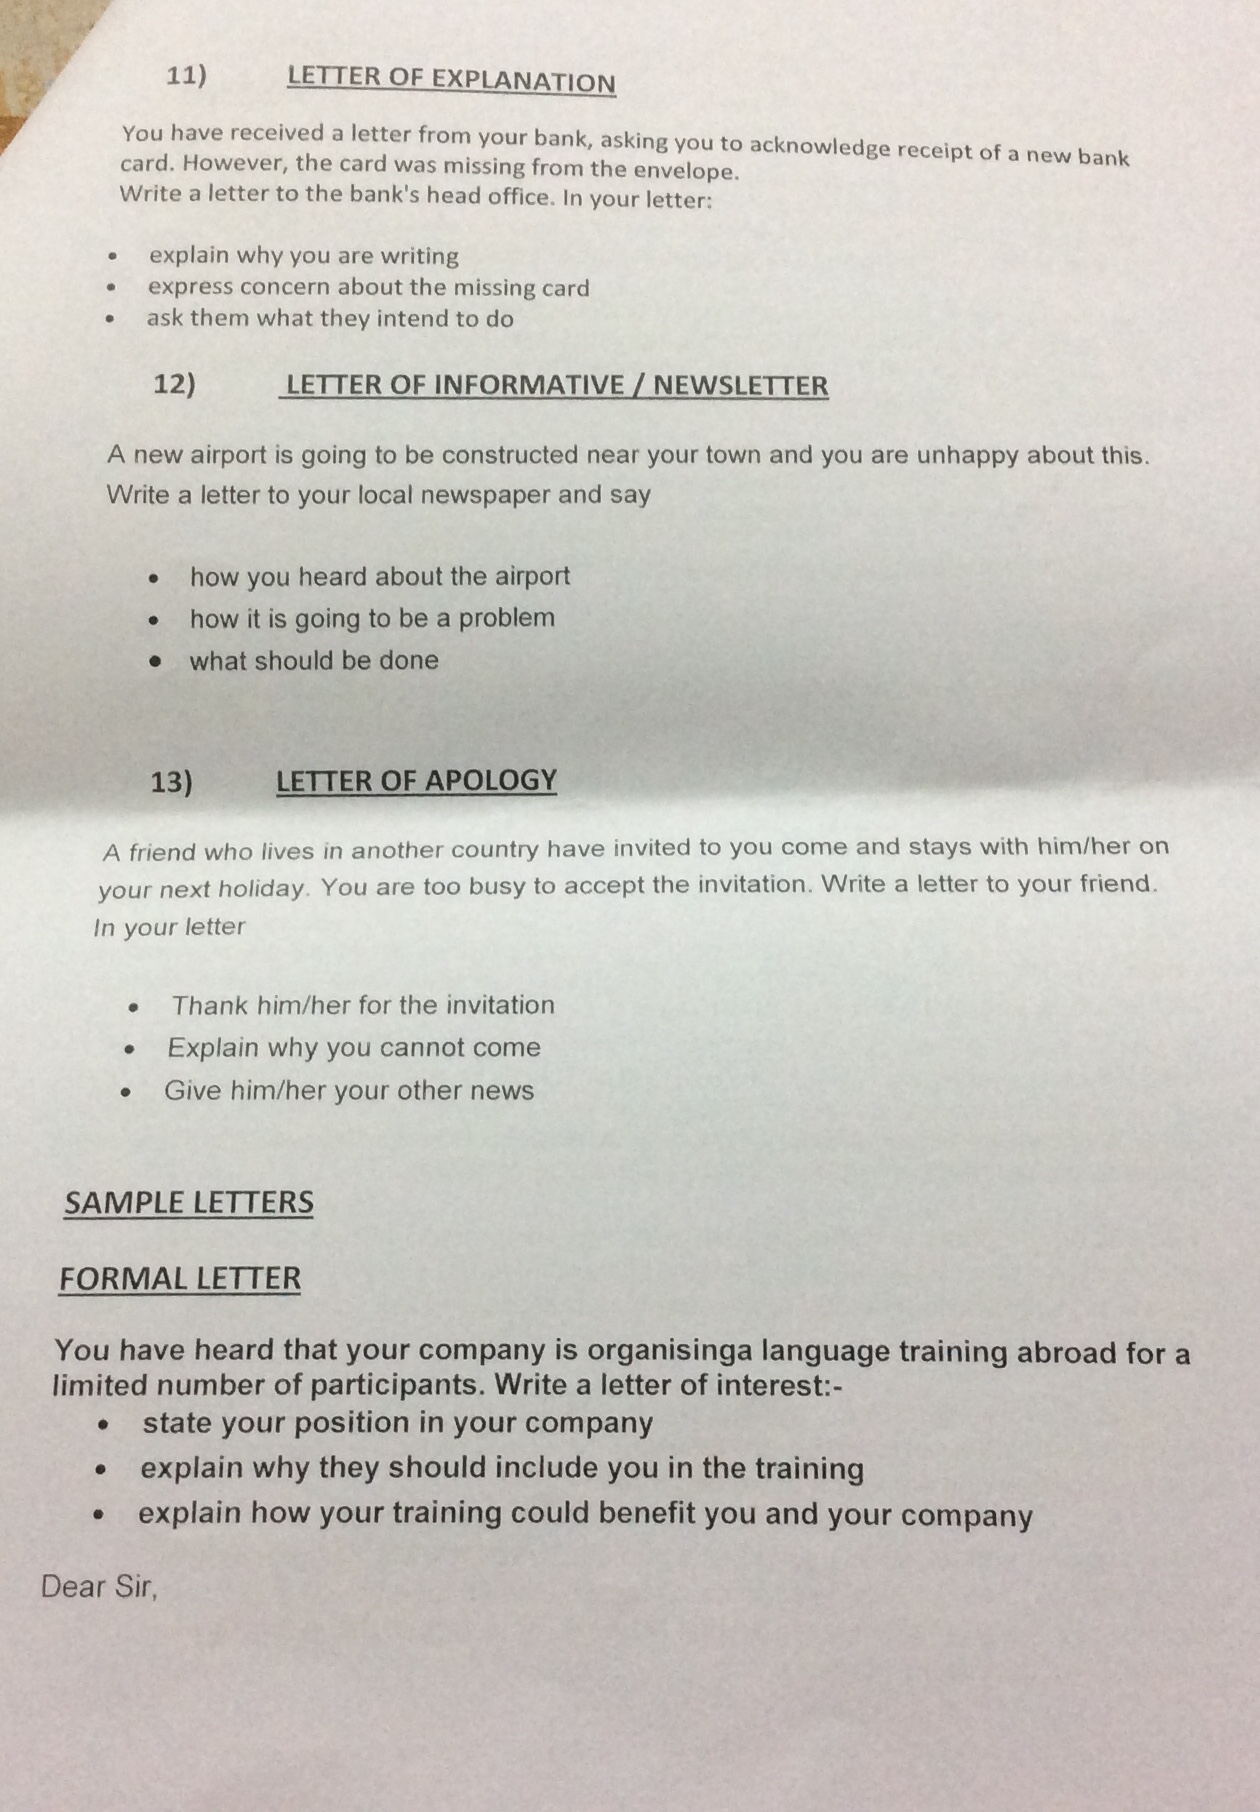 11) LETTER OF EXPLANATION
You have received a letter from your bank, asking you to acknowledge receipt of a new bank
card. However, the card was missing from the envelope.
Write a letter to the bank's head office. In your letter:
• explain why you are writing
• express concern about the missing card
• ask them what they intend to do
12) LETTER OF INFORMATIVE / NEWSLETTER
A new airport is going to be constructed near your town and you are unhappy about this.
Write a letter to your local newspaper and say
• how you heard about the airport
• how it is going to be a problem
• what should be done
13) LETTER OF APOLOGY
A friend who lives in another country have invited to you come and stays with him/her on
your next holiday. You are too busy to accept the invitation. Write a letter to your friend.
In your letter
• Thank him/her for the invitation
• Explain why you cannot come
• Give him/her your other news
SAMPLE LETTERS
FORMAL LETTER
You have heard that your company is organisinga language training abroad for a
limited number of participants. Write a letter of interest:-
• state your position in your company
• explain why they should include you in the training
• explain how your training could benefit you and your company
Dear Sir,